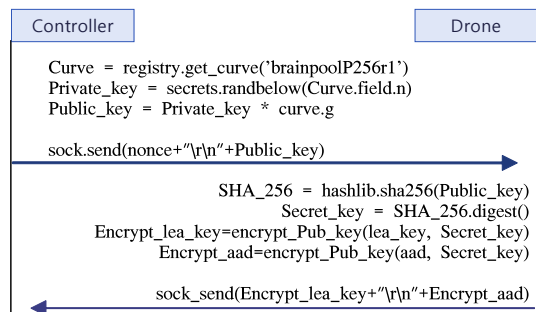 Controller
Drone
Curve = registry.get_curve('brainpoolP256r1')
Private_key = secrets.randbelow(Curve.field.n)
Public_key = Private_key * curve.g
sock.send(nonce+"\r\n"+Public_key)
SHA_256 = hashlib.sha256(Public_key)
Secret_key = SHA_256.digest()
Encrypt_lea_key=encrypt_Pub_key(lea_key, Secret_key)
Encrypt_aad=encrypt_Pub_key(aad, Secret_key)
sock_send(Encrypt_lea_key+"\r\n"+Encrypt_aad)